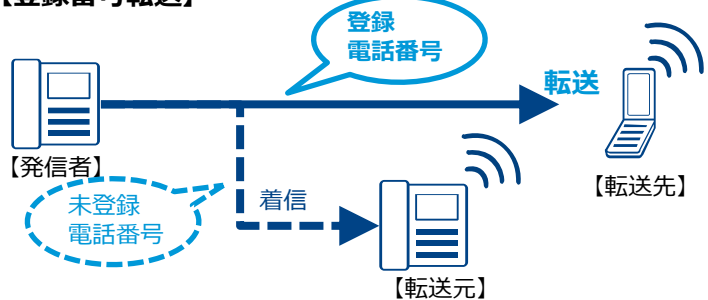 【登録番号転送】
登録
電話番号
転送
【発信者】
【転送先】
未登録
電話番号
着信
【転送元】